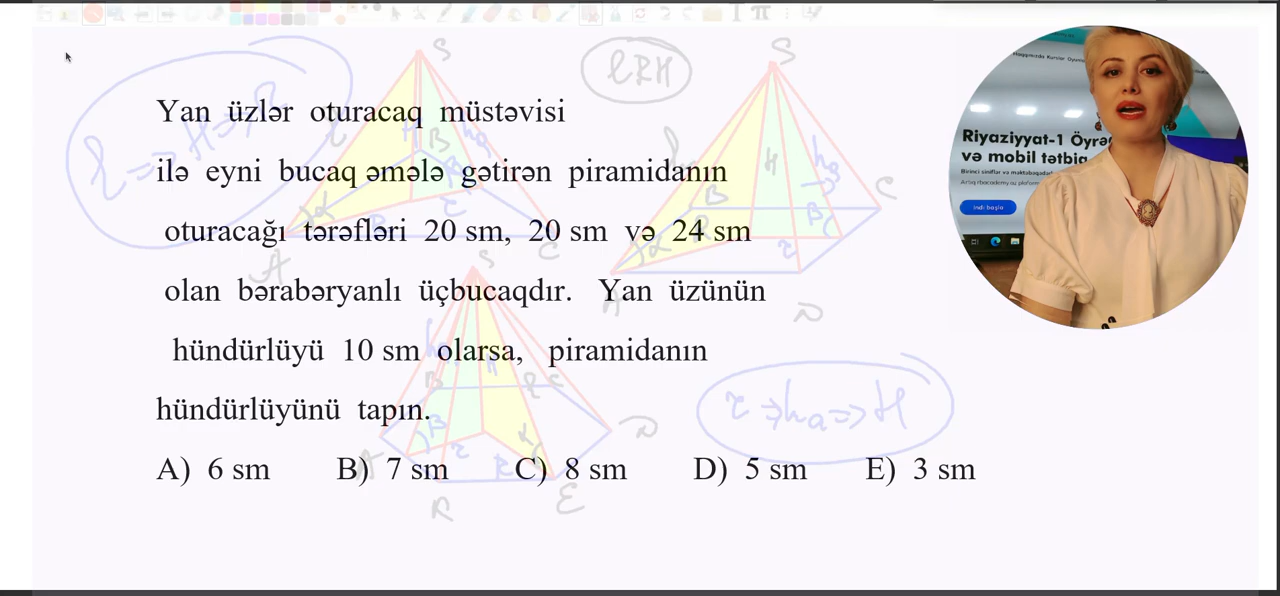 Yan üzlər oturacaq müstəvisi
ilə eyni bucaq əmələ gətirən piramidanın
oturacağı tərəfləri 20 sm, 20 sm və 24 sm
olan bərabəryanlı üçbucaqdır. Yan üzünün
hündürlüyü 10 sm olarsa, piramidanın
hündürlüyünü tapın.
A) 6 sm B) 7 sm C) 8 sm D) 5 sm E) 3 sm
Riyaziyyat-1
və mobil tətbiq
S
S
S
ℓRH
ℓ => H => R
r => hₐ => H